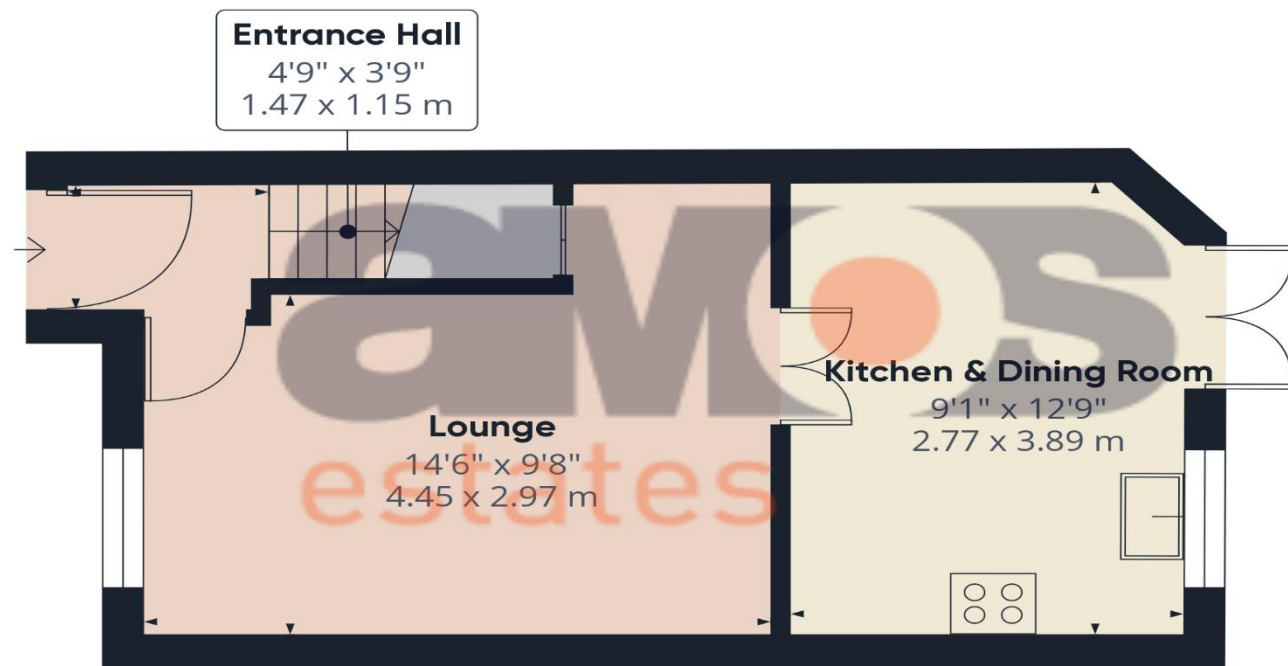 Entrance Hall
4'9" x 3'9"
1.47 x 1.15 m
Kitchen & Dining Room
9'1" x 12'9"
2.77 x 3.89 m
Lounge
14'6" x 9'8"
4.45 x 2.97 m
amos
estates